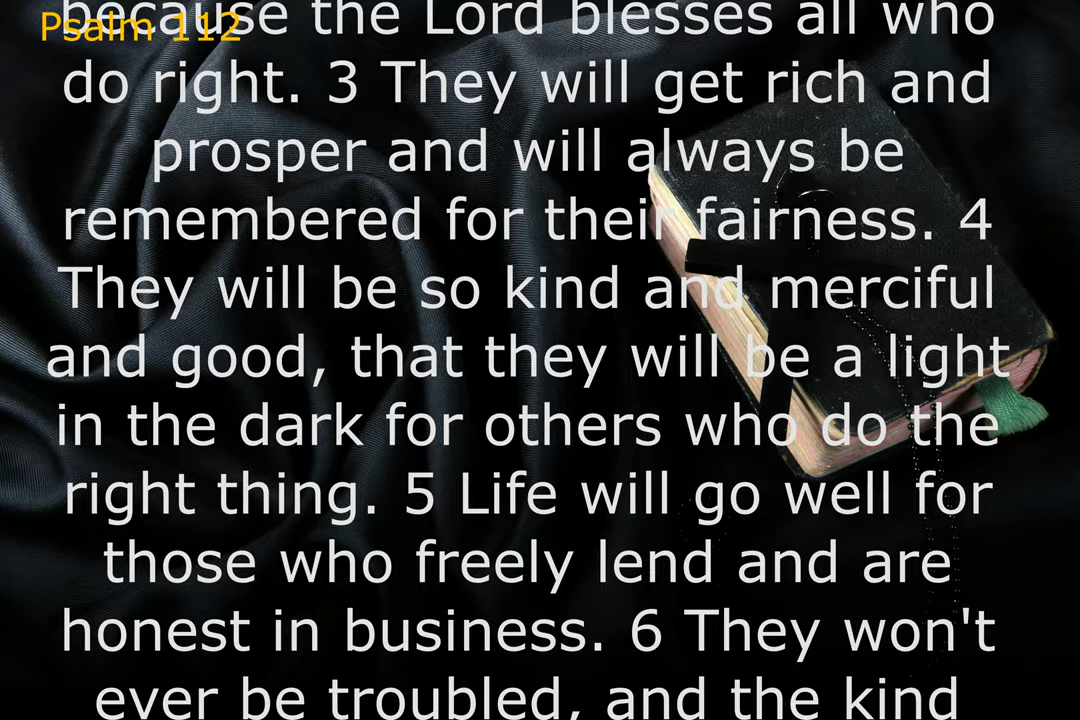 Psalm 112
because the Lord blesses all who
do right. 3 They will get rich and
prosper and will always be
remembered for their fairness. 4
They will be so kind and merciful
and good, that they will be a light
in the dark for others who do the
right thing. 5 Life will go well for
those who freely lend and are
honest in business. 6 They won't
ever be troubled, and the kind